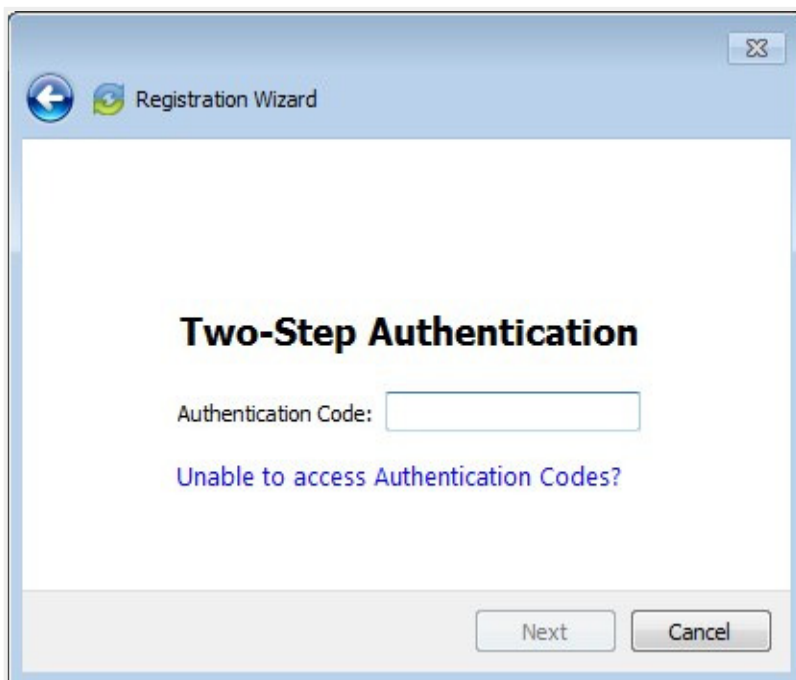 Registration Wizard
Two-Step Authentication
Authentication Code:
Unable to access Authentication Codes?
Next Cancel